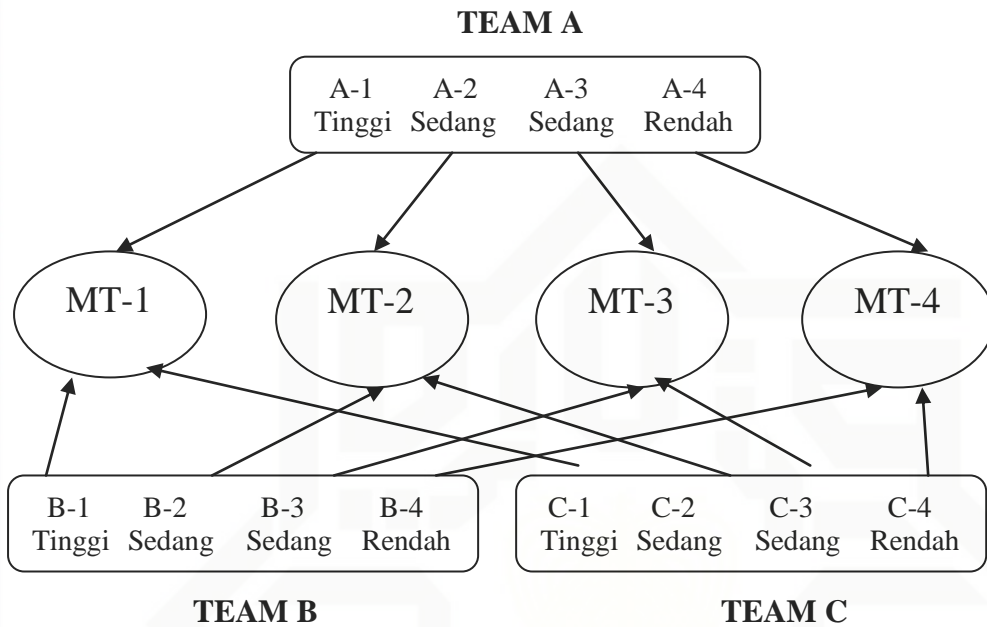 TEAM A
A-1 A-2 A-3 A-4
Tinggi Sedang Sedang Rendah
MT-1 MT-2 MT-3 MT-4
B-1 B-2 B-3 B-4
Tinggi Sedang Sedang Rendah
C-1 C-2 C-3 C-4
Tinggi Sedang Sedang Rendah
TEAM B
TEAM C